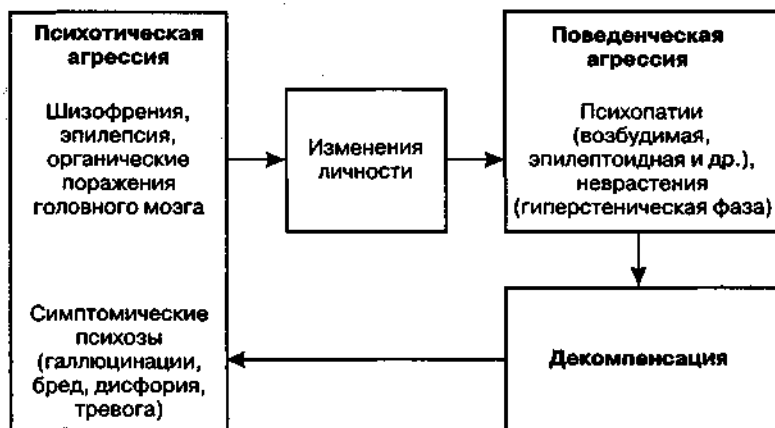 Психотическая
агрессия
Шизофрения,
эпилепсия,
органические
поражения
головного мозга
Симптомические
психозы
(галлюцинации,
бред, дисфория,
тревога)
Изменения
личности
Поведенческая
агрессия
Психопатии
(возбудимая,
эпилептоидная и др.),
неврастения
(гиперстеническая фаза)
Декомпенсация